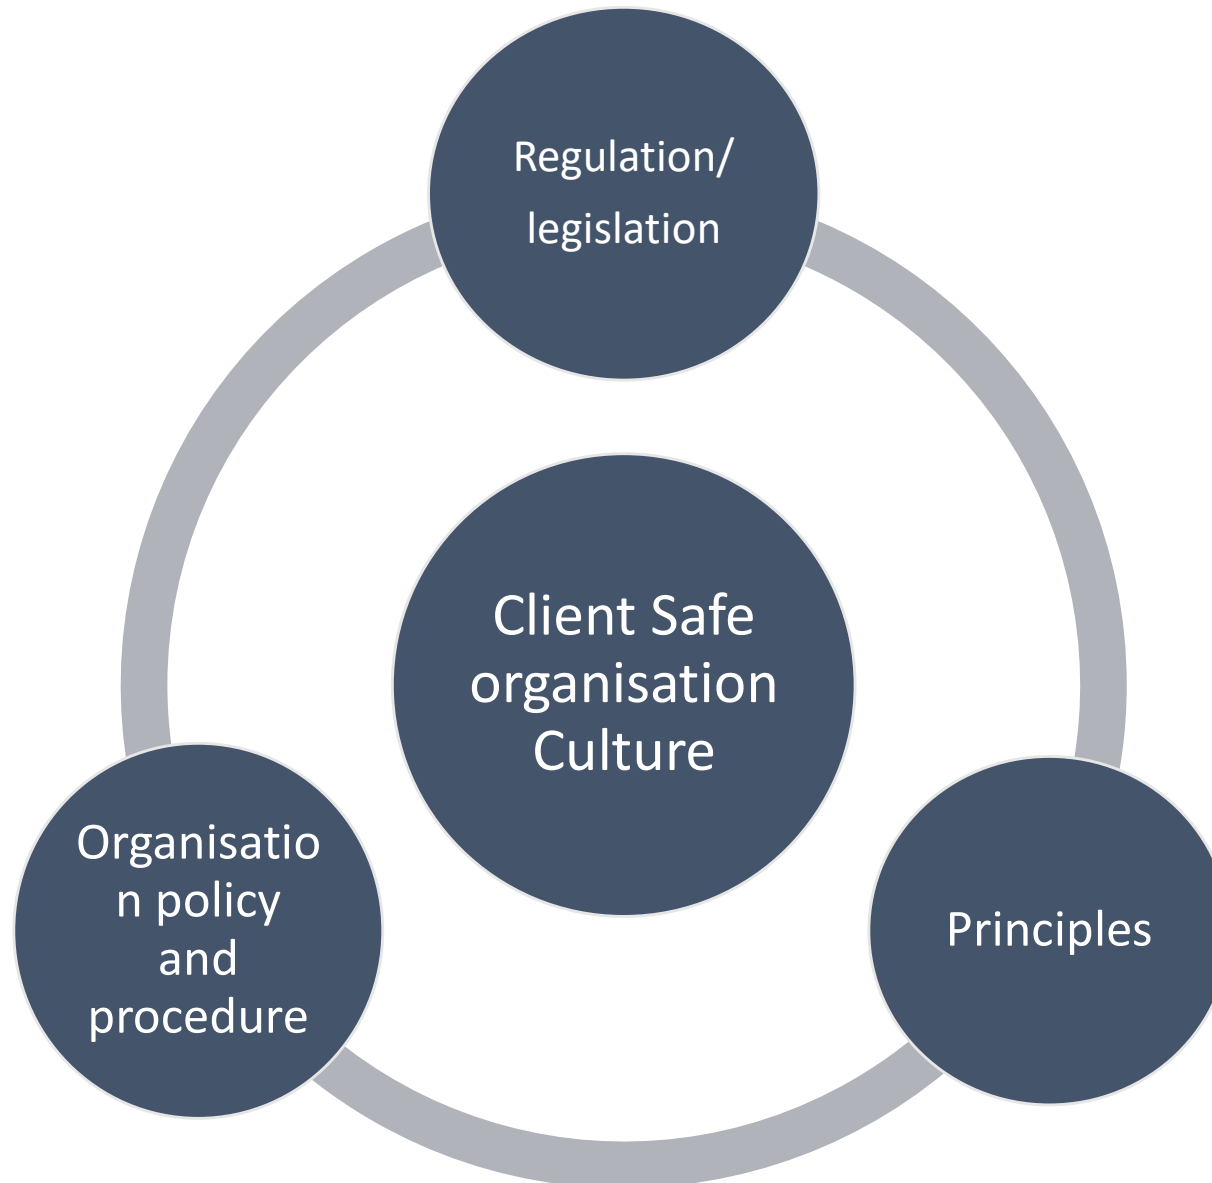 Regulation/
legislation
Client Safe
organisation
Culture
Organisatio
n policy
and
procedure
Principles